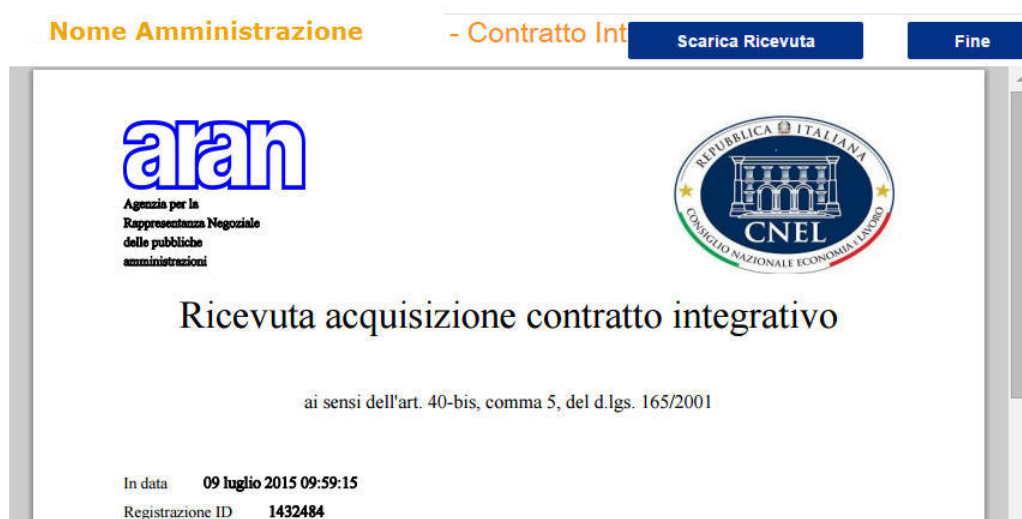 Nome Amministrazione - Contratto Int
Scarica Ricevuta
Fine
aran
Agenzia per la
Rappresentanza Negoziale
delle pubbliche
amministrazioni
REPUBBLICA ITALIANA
CNEL
CONSIGLIO NAZIONALE ECONOMIA E LAVORO
Ricevuta acquisizione contratto integrativo
ai sensi dell'art. 40-bis, comma 5, del d.lgs. 165/2001
In data 09 luglio 2015 09:59:15
Registrazione ID 1432484